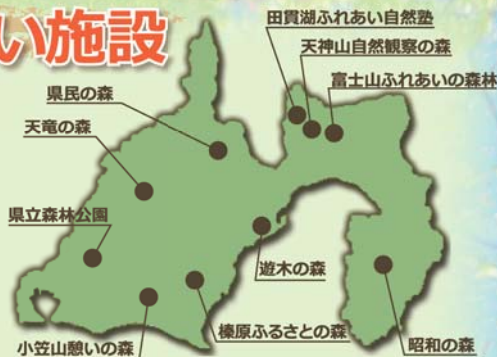 い施設
田貫湖ふれあい自然塾
天神山自然観察の森
富士山ふれあいの森林
県民の森
天竜の森
県立森林公園
遊木の森
榛原ふるさとの森
小笠山憩いの森
昭和の森